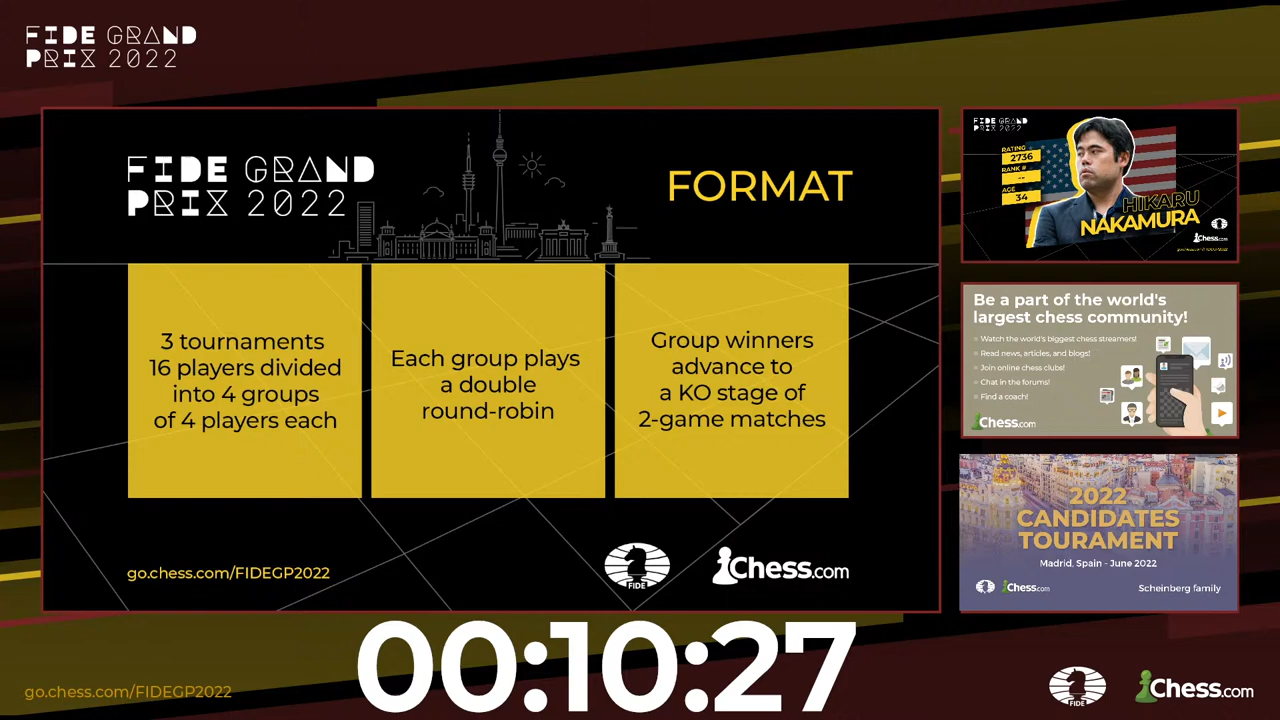 FIDE GRAND
PRIX 2022
FIDE GRAND
PRIX 2022
FORMAT
3 tournaments
16 players divided
into 4 groups
of 4 players each
Each group plays
a double
round-robin
Group winners
advance to
a KO stage of
2-game matches
go.chess.com/FIDEGP2022
FIDE
Chess.com
FIDE GRAND
PRIX 2022
RATING
2736
RANK #
--
AGE
34
HIKARU
NAKAMURA
Chess.com
go.chess.com/FIDEGP2022
Be a part of the world's
largest chess community!
Watch the world's biggest chess streamers!
Read news, articles, and blogs!
Join online chess clubs!
Chat in the forums!
Find a coach!
Chess.com
2022
CANDIDATES
TOURAMENT
Madrid, Spain - June 2022
Chess.com
Scheinberg family
00:10:27
go.chess.com/FIDEGP2022
FIDE
Chess.com